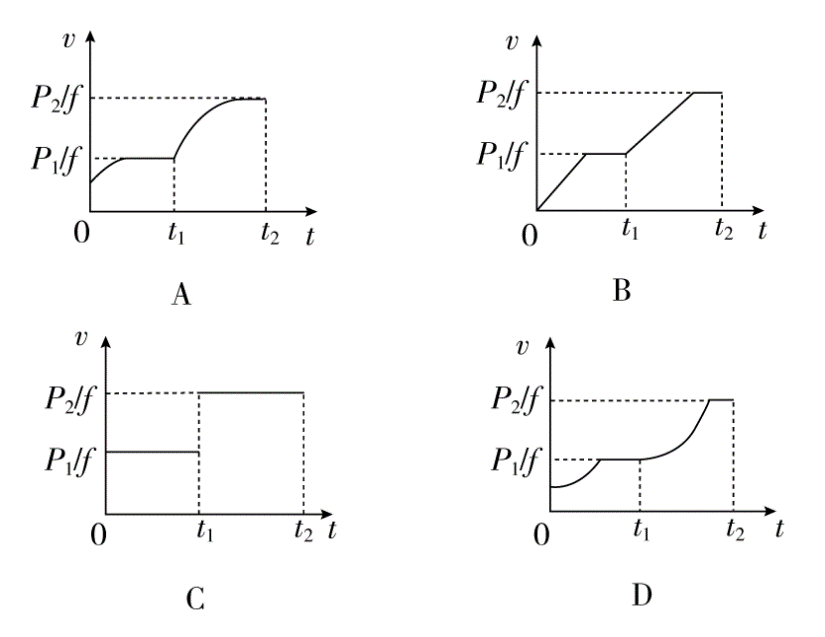 v
P₂/f
P₁/f
0 t₁ t₂ t
A
v
P₂/f
P₁/f
0 t₁ t₂ t
B
v
P₂/f
P₁/f
0 t₁ t₂ t
C
v
P₂/f
P₁/f
0 t₁ t₂ t
D